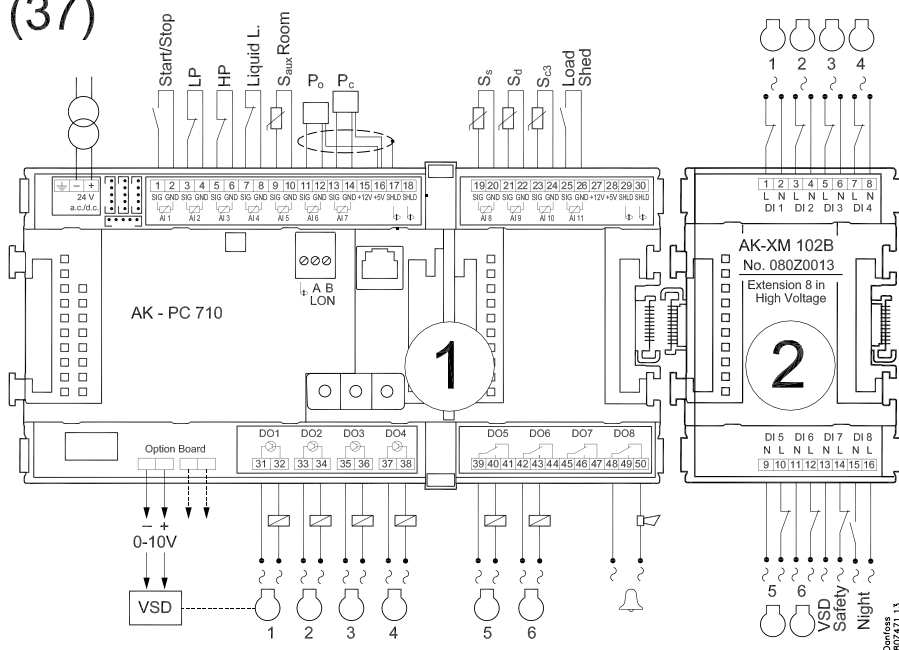 (37)
Start/Stop
LP
HP
Liquid L.
Saux Room
Po
Pc
Ss
Sd
Sc3
Load
Shed
1 2 3 4
− +
24 V
a.c./d.c.
1 2 3 4 5 6 7 8 9 10 11 12 13 14 15 16 17 18
SIG GND SIG GND SIG GND SIG GND SIG GND SIG GND SIG GND +12V +5V SHLD SHLD
AI 1 AI 2 AI 3 AI 4 AI 5 AI 6 AI 7
19 20 21 22 23 24 25 26 27 28 29 30
SIG GND SIG GND SIG GND SIG GND +12V +5V SHLD SHLD
AI 8 AI 9 AI 10 AI 11
1 2 3 4 5 6 7 8
L N L N L N L N
DI 1 DI 2 DI 3 DI 4
A B
LON
AK - PC 710
1
AK-XM 102B
No. 080Z0013
Extension 8 in
High Voltage
2
Option Board
DO1 DO2 DO3 DO4
31 32 33 34 35 36 37 38
DO5 DO6 DO7 DO8
39 40 41 42 43 44 45 46 47 48 49 50
DI 5 DI 6 DI 7 DI 8
N L N L N L N L
9 10 11 12 13 14 15 16
− +
0-10V
VSD
1 2 3 4
5 6
5 6
VSD
Safety
Night
Danfoss
80Z471.13